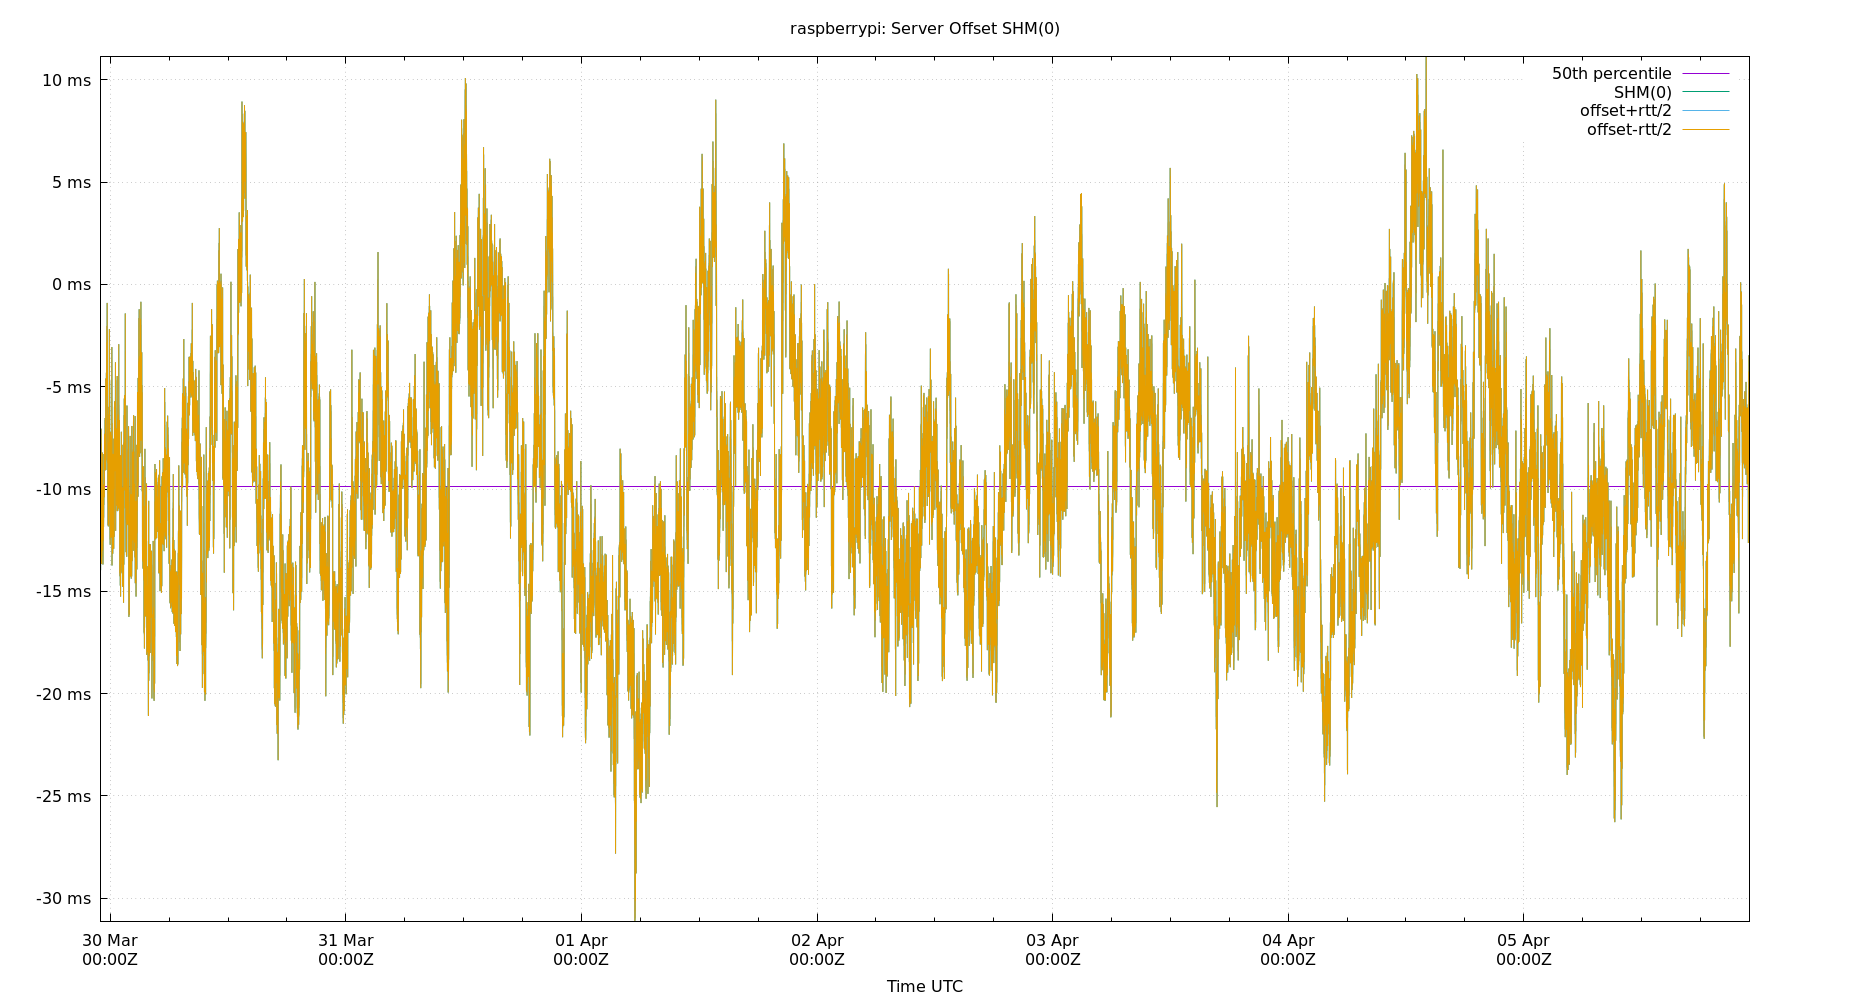 raspberrypi: Server Offset SHM(0)
10 ms
5 ms
0 ms
-5 ms
-10 ms
-15 ms
-20 ms
-25 ms
-30 ms
50th percentile
SHM(0)
offset+rtt/2
offset-rtt/2
30 Mar 31 Mar 01 Apr 02 Apr 03 Apr 04 Apr 05 Apr
00:00Z 00:00Z 00:00Z 00:00Z 00:00Z 00:00Z 00:00Z
Time UTC